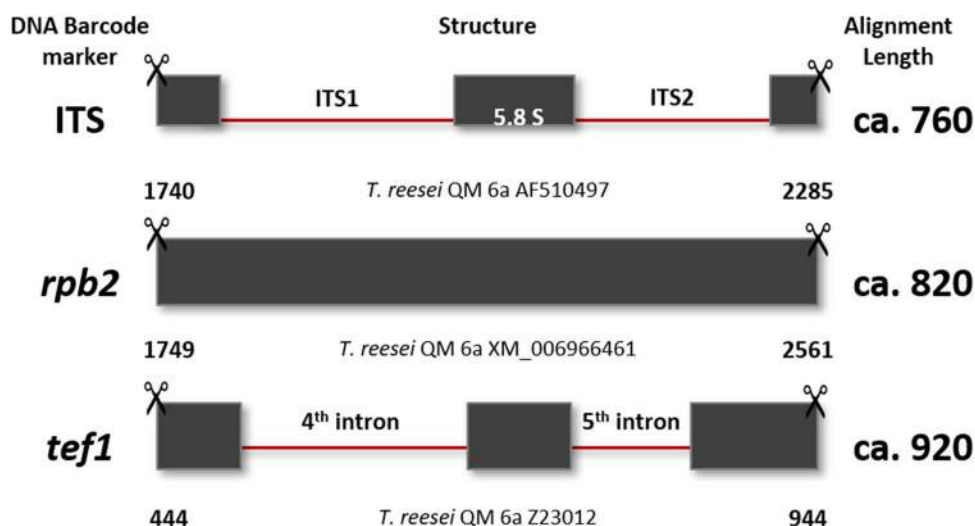 DNA Barcode marker
Structure
Alignment Length
ITS
ITS1
5.8 S
ITS2
ca. 760
1740
T. reesei QM 6a AF510497
2285
rpb2
ca. 820
1749
T. reesei QM 6a XM_006966461
2561
tef1
4th intron
5th intron
ca. 920
444
T. reesei QM 6a Z23012
944